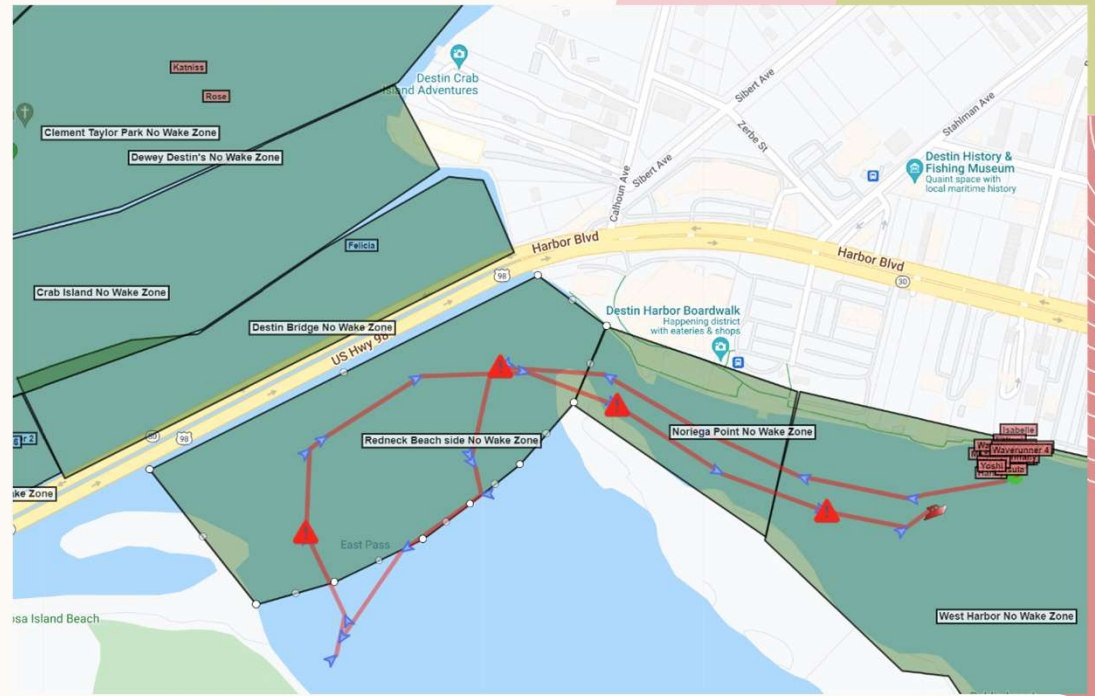 Katniss
Rose
Clement Taylor Park No Wake Zone
Dewey Destin's No Wake Zone
Destin Crab
Island Adventures
Sibert Ave
Stahlman Ave
Zerbe St
Calhoun Ave
Sibert Ave
Destin History &
Fishing Museum
Quaint space with
local maritime history
Felicia
Harbor Blvd
Harbor Blvd
98
30
Crab Island No Wake Zone
Destin Bridge No Wake Zone
US Hwy 98
Destin Harbor Boardwalk
Happening district
with eateries & shops
r 2
30
98
ke Zone
Redneck Beach side No Wake Zone
Noriega Point No Wake Zone
Isabelle
Waverunner 4
Yoshi
East Pass
osa Island Beach
West Harbor No Wake Zone